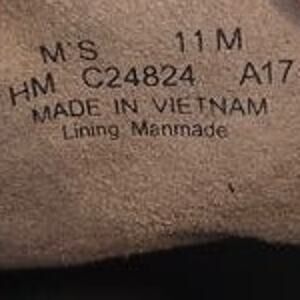 M'S 11 M
HM C24824 A17
MADE IN VIETNAM
Lining Manmade